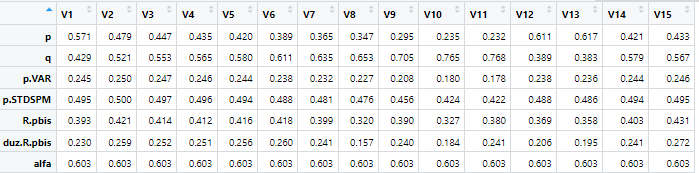 V1 V2 V3 V4 V5 V6 V7 V8 V9 V10 V11 V12 V13 V14 V15
p 0.571 0.479 0.447 0.435 0.420 0.389 0.365 0.347 0.295 0.235 0.232 0.611 0.617 0.421 0.433
q 0.429 0.521 0.553 0.565 0.580 0.611 0.635 0.653 0.705 0.765 0.768 0.389 0.383 0.579 0.567
p.VAR 0.245 0.250 0.247 0.246 0.244 0.238 0.232 0.227 0.208 0.180 0.178 0.238 0.236 0.244 0.246
p.STDSPM 0.495 0.500 0.497 0.496 0.494 0.488 0.481 0.476 0.456 0.424 0.422 0.488 0.486 0.494 0.495
R.pbis 0.393 0.421 0.414 0.412 0.416 0.418 0.399 0.320 0.390 0.327 0.380 0.369 0.358 0.403 0.431
duz.R.pbis 0.230 0.259 0.252 0.251 0.256 0.260 0.241 0.157 0.240 0.184 0.241 0.206 0.195 0.241 0.272
alfa 0.603 0.603 0.603 0.603 0.603 0.603 0.603 0.603 0.603 0.603 0.603 0.603 0.603 0.603 0.603